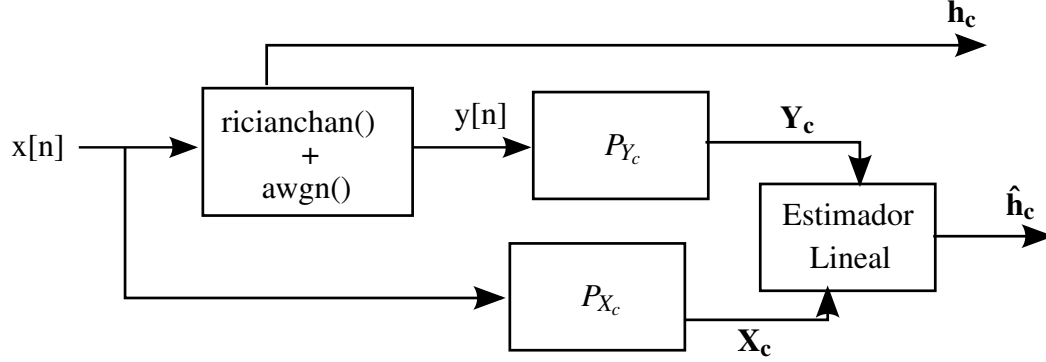 h_c
ricianchan()
+
awgn()
x[n]
y[n]
P_{Y_c}
Y_c
Estimador
Lineal
ĥ_c
P_{X_c}
X_c